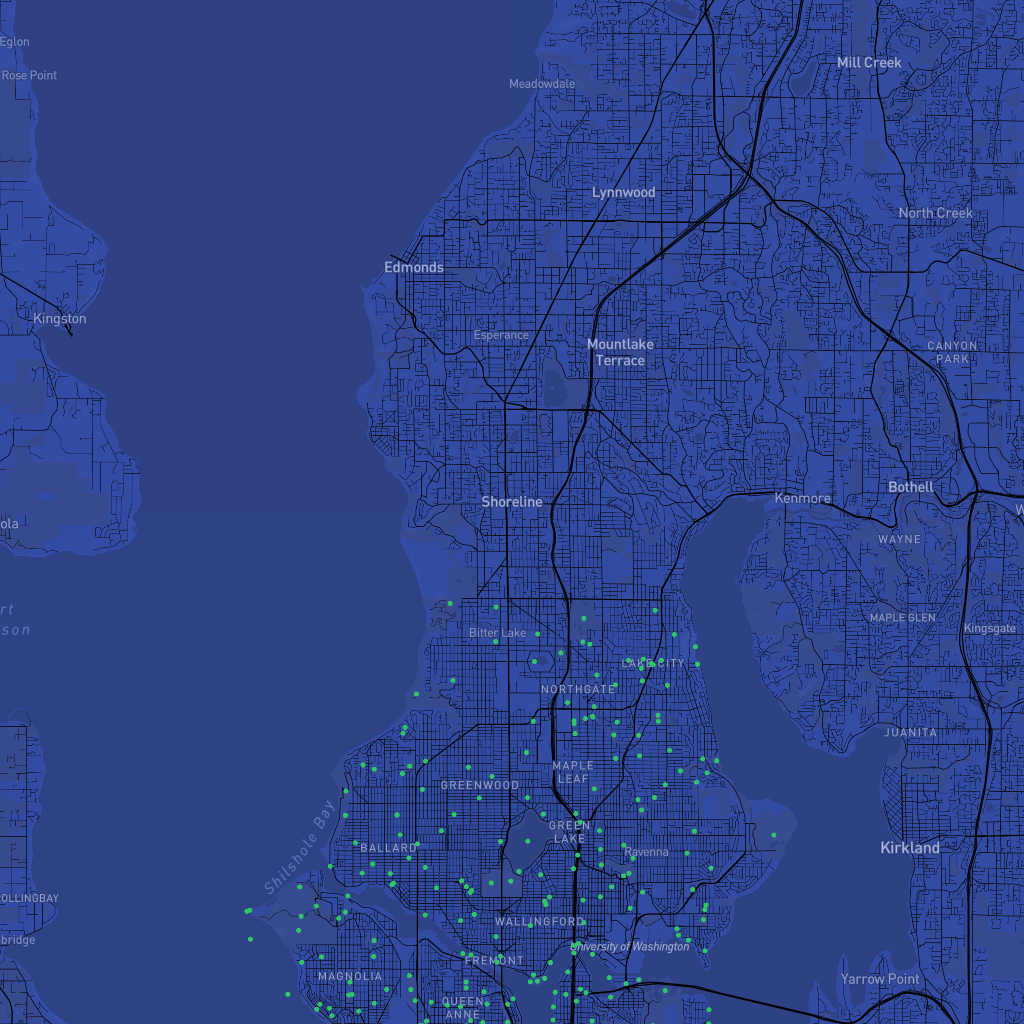 Eglon
Rose Point
Mill Creek
Meadowdale
Lynnwood
North Creek
Edmonds
Kingston
Esperance
Mountlake
Terrace
CANYON
PARK
Bothell
Shoreline
Kenmore
W
ola
WAYNE
rt
son
MAPLE GLEN
Kingsgate
Bitter Lake
LAKE CITY
NORTHGATE
JUANITA
MAPLE
LEAF
GREENWOOD
GREEN
LAKE
Shilshole Bay
BALLARD
Ravenna
Kirkland
OLLINGBAY
WALLINGFORD
bridge
University of Washington
FREMONT
MAGNOLIA
Yarrow Point
QUEEN
ANNE